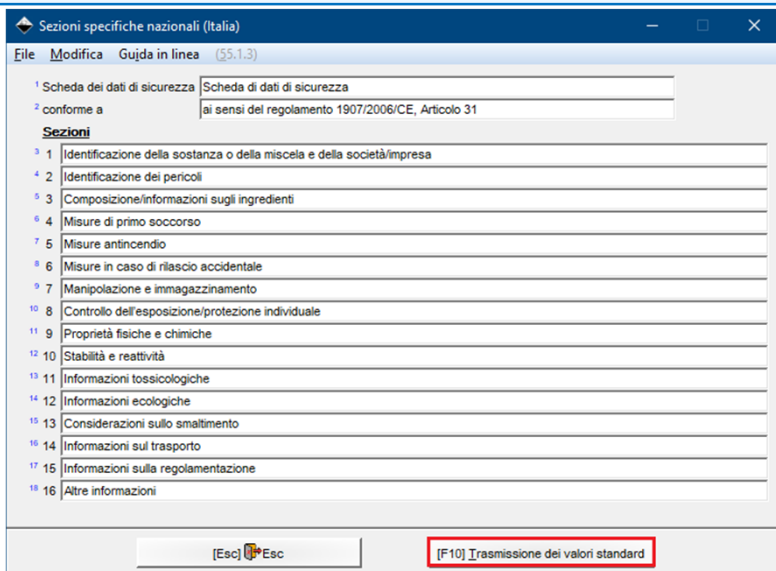 Sezioni specifiche nazionali (Italia)
File Modifica Guida in linea (§5.1.3)
1 Scheda dei dati di sicurezza Scheda di dati di sicurezza
2 conforme a ai sensi del regolamento 1907/2006/CE, Articolo 31
Sezioni
3 1 Identificazione della sostanza o della miscela e della società/impresa
4 2 Identificazione dei pericoli
5 3 Composizione/informazioni sugli ingredienti
6 4 Misure di primo soccorso
7 5 Misure antincendio
8 6 Misure in caso di rilascio accidentale
9 7 Manipolazione e immagazzinamento
10 8 Controllo dell'esposizione/protezione individuale
11 9 Proprietà fisiche e chimiche
12 10 Stabilità e reattività
13 11 Informazioni tossicologiche
14 12 Informazioni ecologiche
15 13 Considerazioni sullo smaltimento
16 14 Informazioni sul trasporto
17 15 Informazioni sulla regolamentazione
18 16 Altre informazioni
[Esc] Esc [F10] Trasmissione dei valori standard